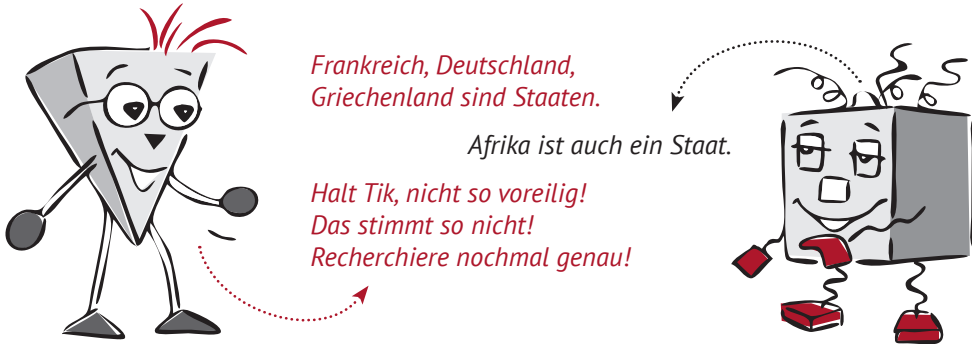 Frankreich, Deutschland,
Griechenland sind Staaten.
Afrika ist auch ein Staat.
Halt Tik, nicht so voreilig!
Das stimmt so nicht!
Recherchiere nochmal genau!